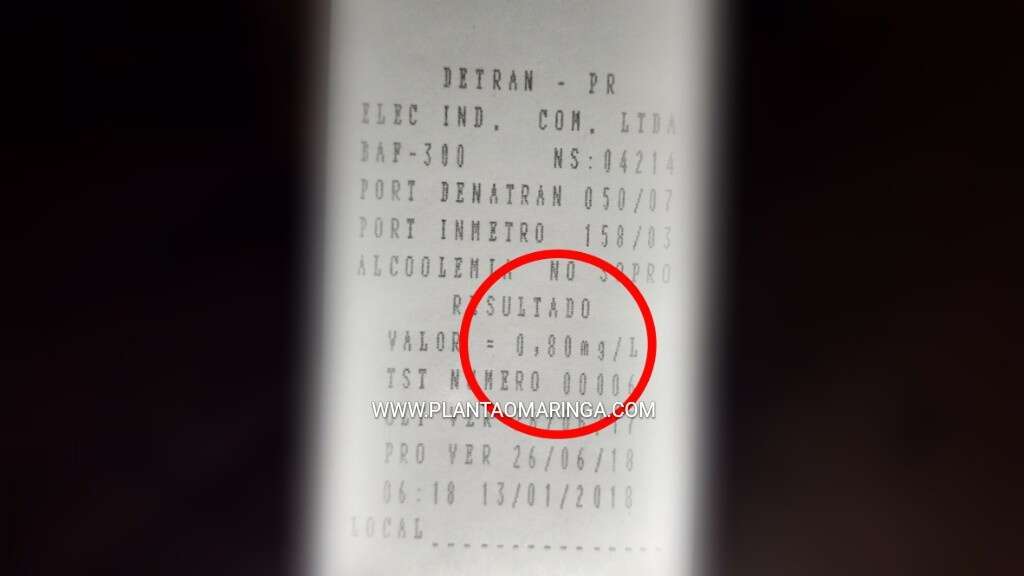 DETRAN - PR
ELEC IND. COM. LTDA
BAF-300 NS:04214
PORT DENATRAN 050/07
PORT INMETRO 158/03
ALCOOLEMIA NO SOPRO
RESULTADO
VALOR = 0,80mg/L
TST NUMERO 00006
WWW.PLANTAOMARINGA.COM
VER
PRO VER 26/06/18
06:18 13/01/2018
LOCAL